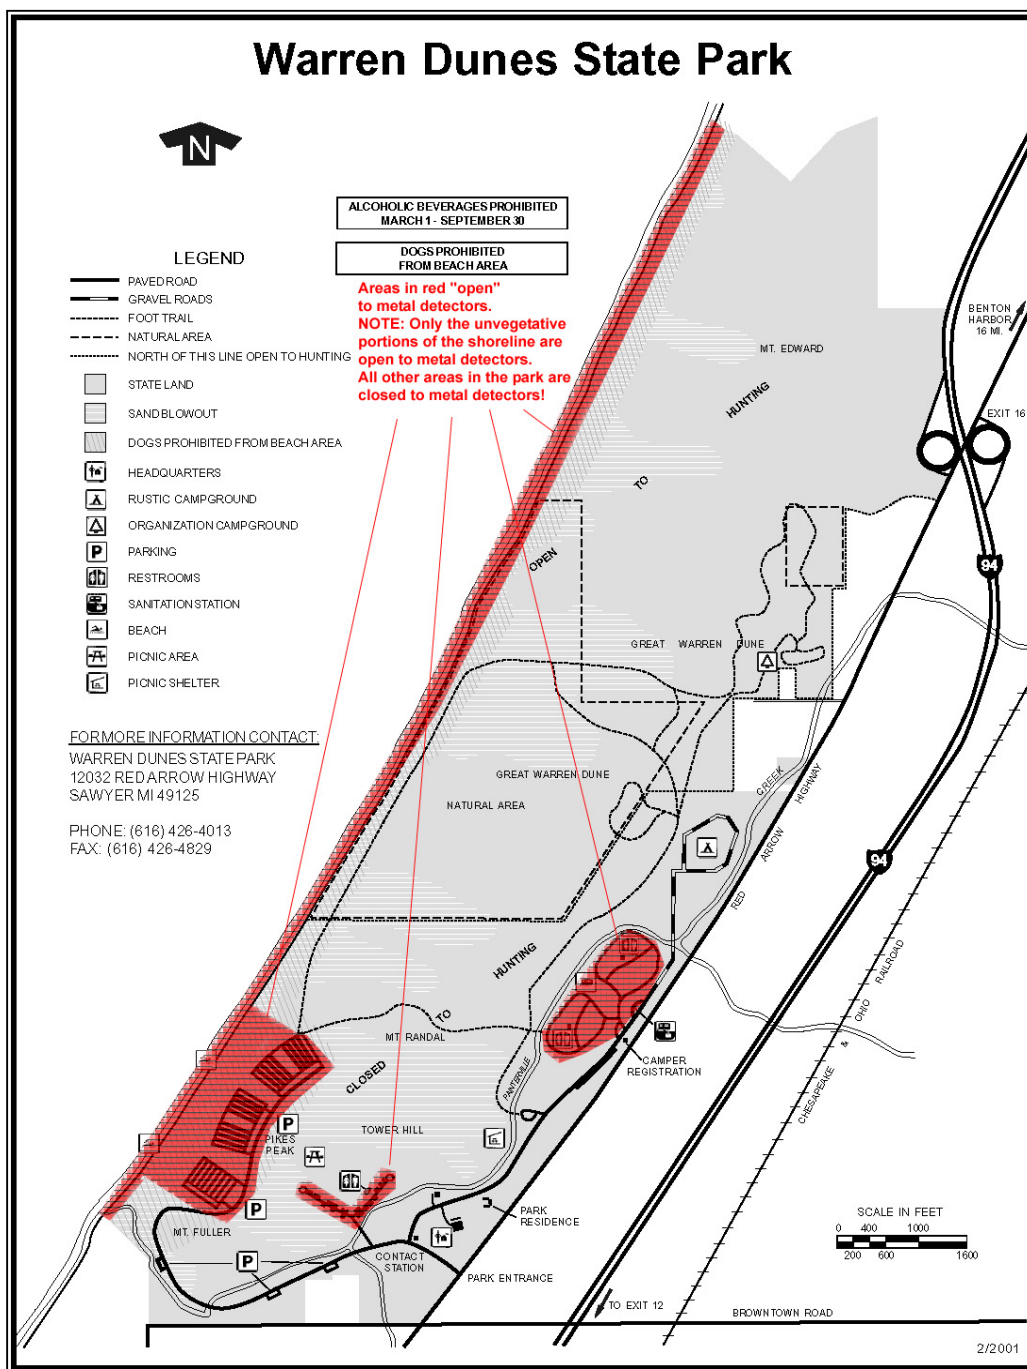 Warren Dunes State Park
N
ALCOHOLIC BEVERAGES PROHIBITED
MARCH 1 - SEPTEMBER 30
DOGS PROHIBITED
FROM BEACH AREA
Areas in red "open"
to metal detectors.
NOTE: Only the unvegetative
portions of the shoreline are
open to metal detectors.
All other areas in the park are
closed to metal detectors!
LEGEND
PAVED ROAD
GRAVEL ROADS
FOOT TRAIL
NATURAL AREA
NORTH OF THIS LINE OPEN TO HUNTING
STATE LAND
SAND BLOWOUT
DOGS PROHIBITED FROM BEACH AREA
HEADQUARTERS
RUSTIC CAMPGROUND
ORGANIZATION CAMPGROUND
P PARKING
RESTROOMS
SANITATION STATION
BEACH
PICNIC AREA
PICNIC SHELTER
FOR MORE INFORMATION CONTACT:
WARREN DUNES STATE PARK
12032 RED ARROW HIGHWAY
SAWYER MI 49125
PHONE: (616) 426-4013
FAX: (616) 426-4829
BENTON
HARBOR
16 MI.
MT. EDWARD
EXIT 16
OPEN TO HUNTING
94
GREAT WARREN DUNE
GREAT WARREN DUNE
NATURAL AREA
CREEK
RED ARROW HIGHWAY
94
CLOSED TO HUNTING
MT RANDAL
PAINTERVILLE
CAMPER
REGISTRATION
CHESAPEAKE & OHIO RAILROAD
TOWER HILL
P
PIKES
PEAK
P
MT. FULLER
P
CONTACT
STATION
PARK
RESIDENCE
PARK ENTRANCE
TO EXIT 12
SCALE IN FEET
0 400 1000
200 600 1600
BROWNTOWN ROAD
2/2001